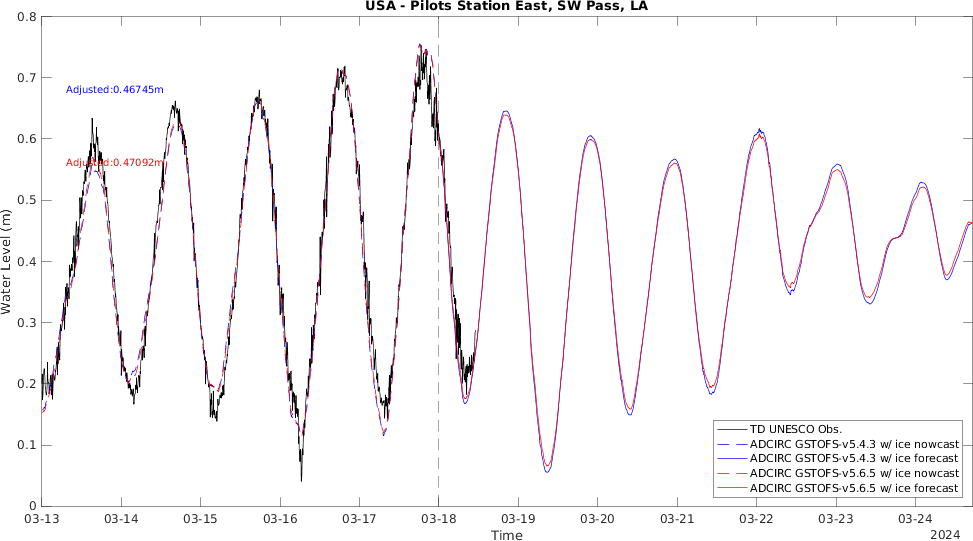 USA - Pilots Station East, SW Pass, LA
0.8
0.7
0.6
0.5
0.4
0.3
0.2
0.1
0
Water Level (m)
Adjusted:0.46745m
Adjusted:0.47092m
TD UNESCO Obs.
ADCIRC GSTOFS-v5.4.3 w/ ice nowcast
ADCIRC GSTOFS-v5.4.3 w/ ice forecast
ADCIRC GSTOFS-v5.6.5 w/ ice nowcast
ADCIRC GSTOFS-v5.6.5 w/ ice forecast
03-13 03-14 03-15 03-16 03-17 03-18 03-19 03-20 03-21 03-22 03-23 03-24
Time
2024